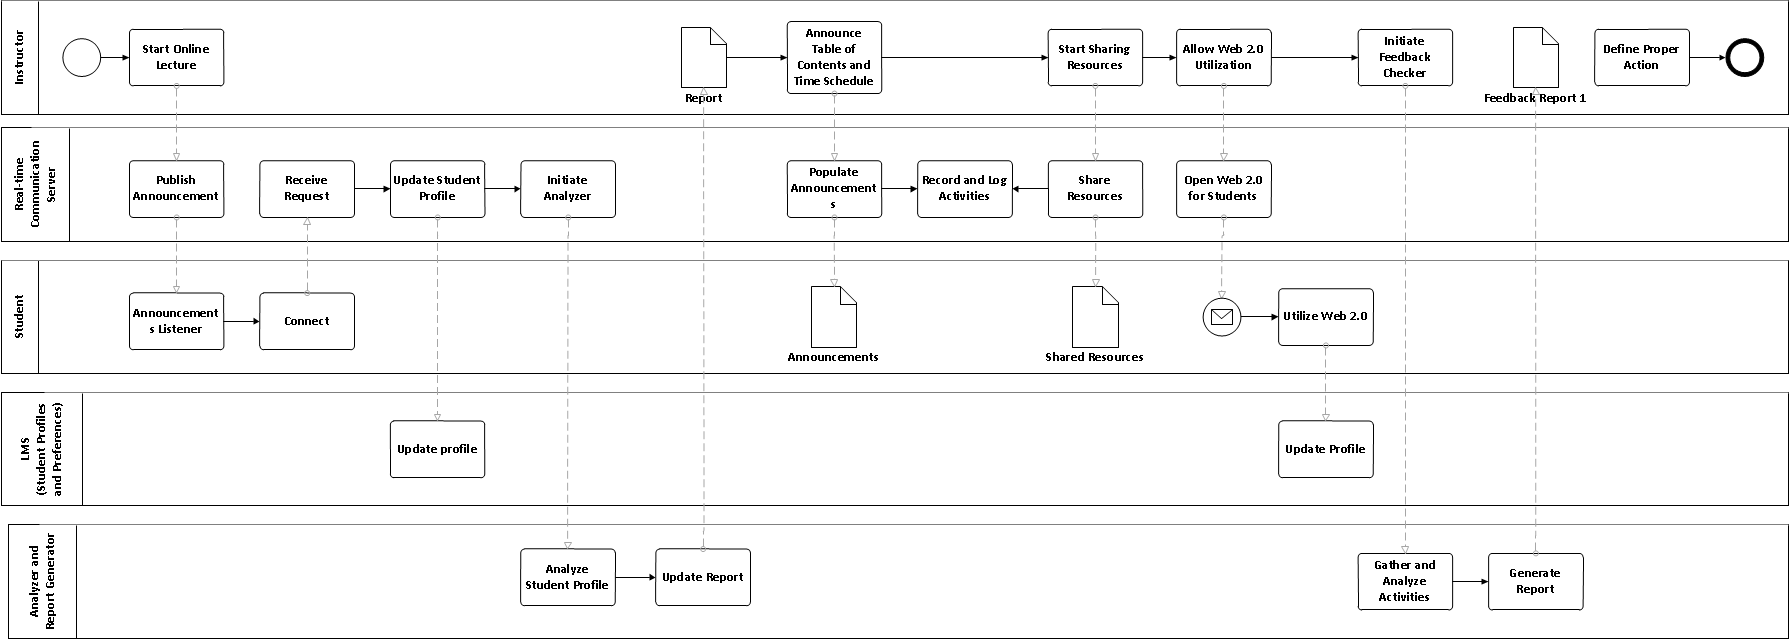 Instructor
Start Online
Lecture
Report
Announce
Table of
Contents and
Time Schedule
Start Sharing
Resources
Allow Web 2.0
Utilization
Initiate
Feedback
Checker
Feedback Report 1
Define Proper
Action
Real-time
Communication
Server
Publish
Announcement
Receive
Request
Update Student
Profile
Initiate
Analyzer
Populate
Announcement
s
Record and Log
Activities
Share
Resources
Open Web 2.0
for Students
Student
Announcement
s Listener
Connect
Announcements
Shared Resources
Utilize Web 2.0
LMS
(Student Profiles
and Preferences)
Update profile
Update Profile
Analyzer and
Report Generator
Analyze
Student Profile
Update Report
Gather and
Analyze
Activities
Generate
Report